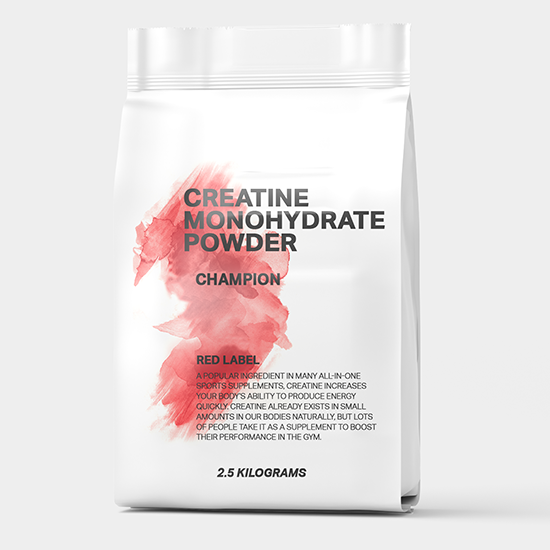 CREATINE
MONOHYDRATE
POWDER
CHAMPION
RED LABEL
A POPULAR INGREDIENT IN MANY ALL-IN-ONE
SPORTS SUPPLEMENTS, CREATINE INCREASES
YOUR BODY'S ABILITY TO PRODUCE ENERGY
QUICKLY. CREATINE ALREADY EXISTS IN SMALL
AMOUNTS IN OUR BODIES NATURALLY, BUT LOTS
OF PEOPLE TAKE IT AS A SUPPLEMENT TO BOOST
THEIR PERFORMANCE IN THE GYM.
2.5 KILOGRAMS